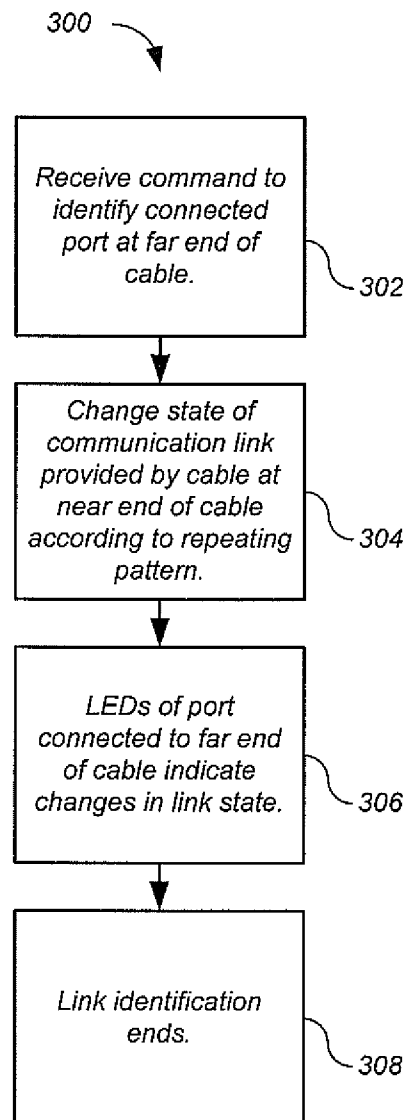 300
Receive command to
identify connected
port at far end of
cable.
302
Change state of
communication link
provided by cable at
near end of cable
according to repeating
pattern.
304
LEDs of port
connected to far end
of cable indicate
changes in link state.
306
Link identification
ends.
308